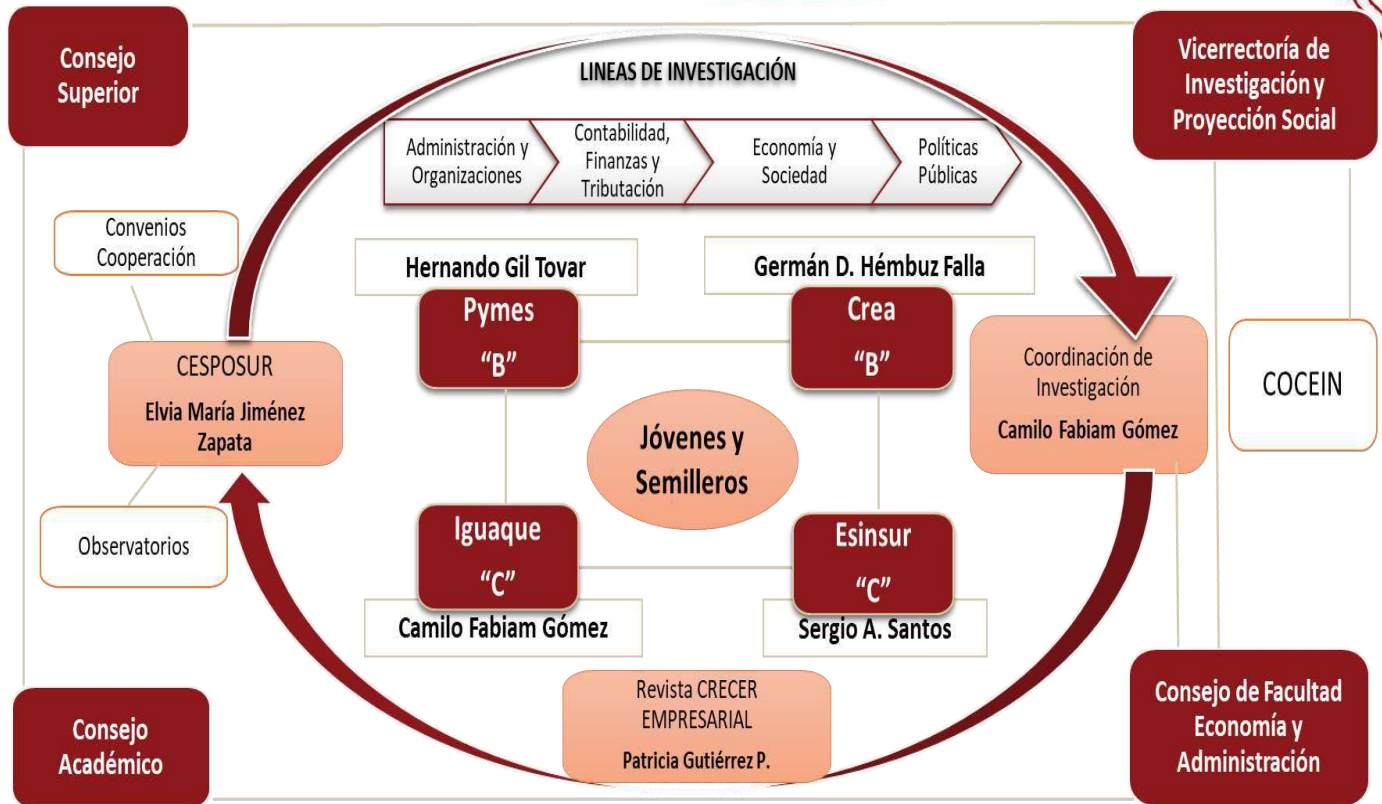 Consejo
Superior
LINEAS DE INVESTIGACIÓN
Vicerrectoría de
Investigación y
Proyección Social
Administración y
Organizaciones
Contabilidad,
Finanzas y
Tributación
Economía y
Sociedad
Políticas
Públicas
Convenios
Cooperación
Hernando Gil Tovar
Germán D. Hémbuz Falla
Pymes
“B”
Crea
“B”
CESPOSUR
Elvia María Jiménez
Zapata
Coordinación de
Investigación
Camilo Fabiam Gómez
COCEIN
Jóvenes y
Semilleros
Observatorios
Iguaque
“C”
Esinsur
“C”
Camilo Fabiam Gómez
Sergio A. Santos
Consejo
Académico
Revista CRECER
EMPRESARIAL
Patricia Gutiérrez P.
Consejo de Facultad
Economía y
Administración